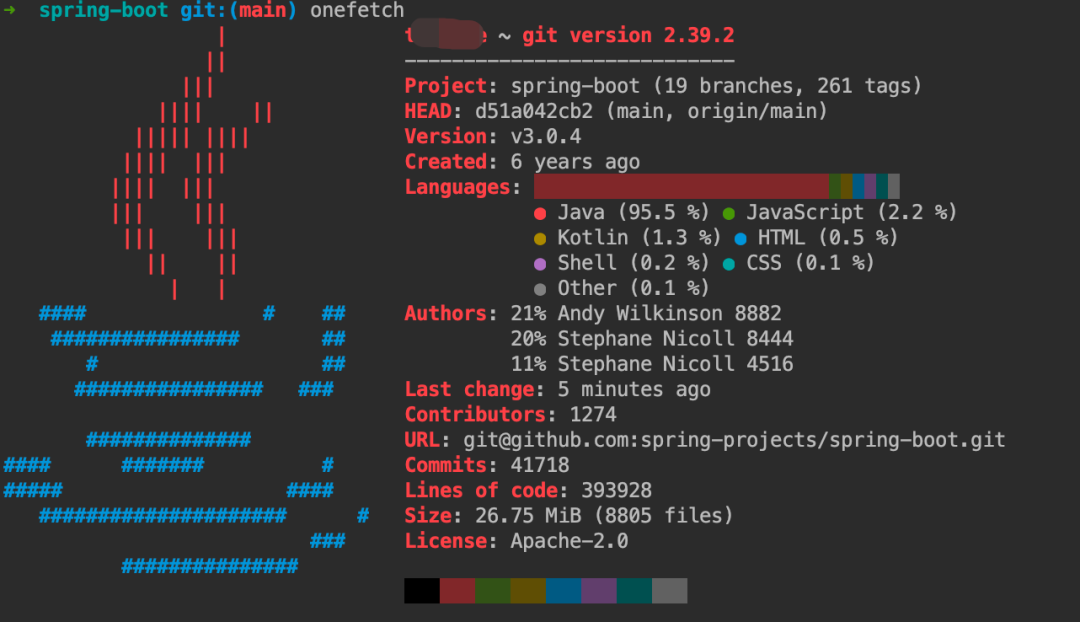 → spring-boot git:(main) onefetch
~ git version 2.39.2
----------------------------
Project: spring-boot (19 branches, 261 tags)
HEAD: d51a042cb2 (main, origin/main)
Version: v3.0.4
Created: 6 years ago
Languages:
● Java (95.5 %) ● JavaScript (2.2 %)
● Kotlin (1.3 %) ● HTML (0.5 %)
● Shell (0.2 %) ● CSS (0.1 %)
● Other (0.1 %)
Authors: 21% Andy Wilkinson 8882
20% Stephane Nicoll 8444
11% Stephane Nicoll 4516
Last change: 5 minutes ago
Contributors: 1274
URL: git@github.com:spring-projects/spring-boot.git
Commits: 41718
Lines of code: 393928
Size: 26.75 MiB (8805 files)
License: Apache-2.0